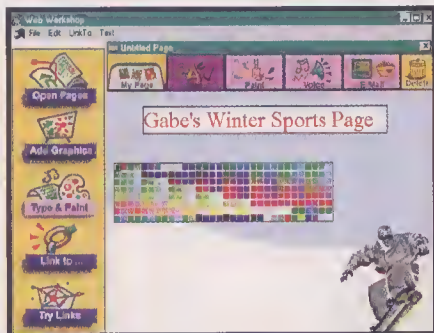 Web Workshop
File Edit LinkTo Text
Untitled Page
My Page
Paint
Voice
E-Mail
Delete
Open Pages
Gabe's Winter Sports Page
Add Graphics
Type & Paint
Link to ...
Try Links